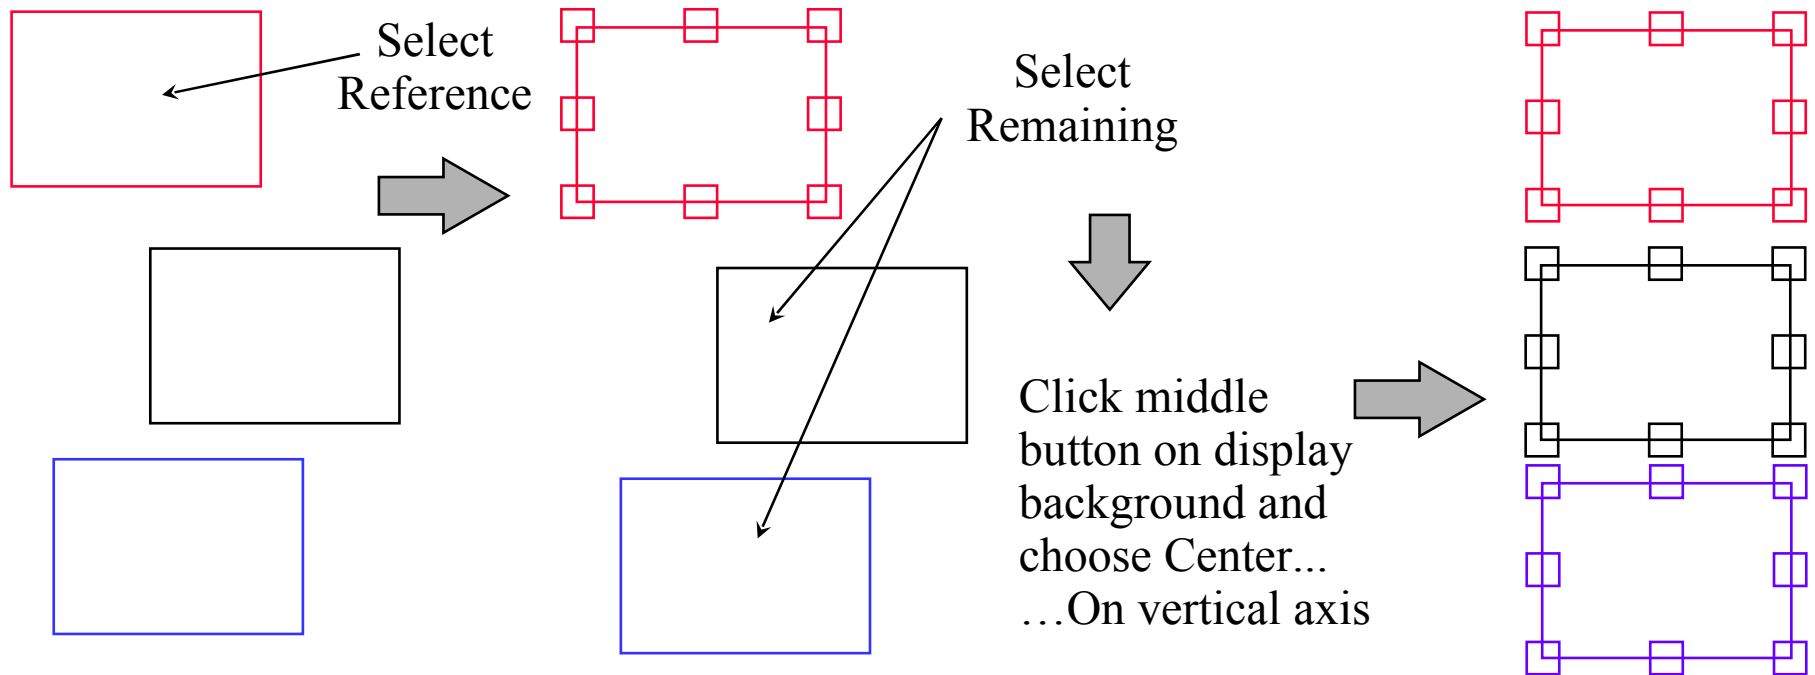 Select
Reference
Select
Remaining
Click middle
button on display
background and
choose Center...
…On vertical axis